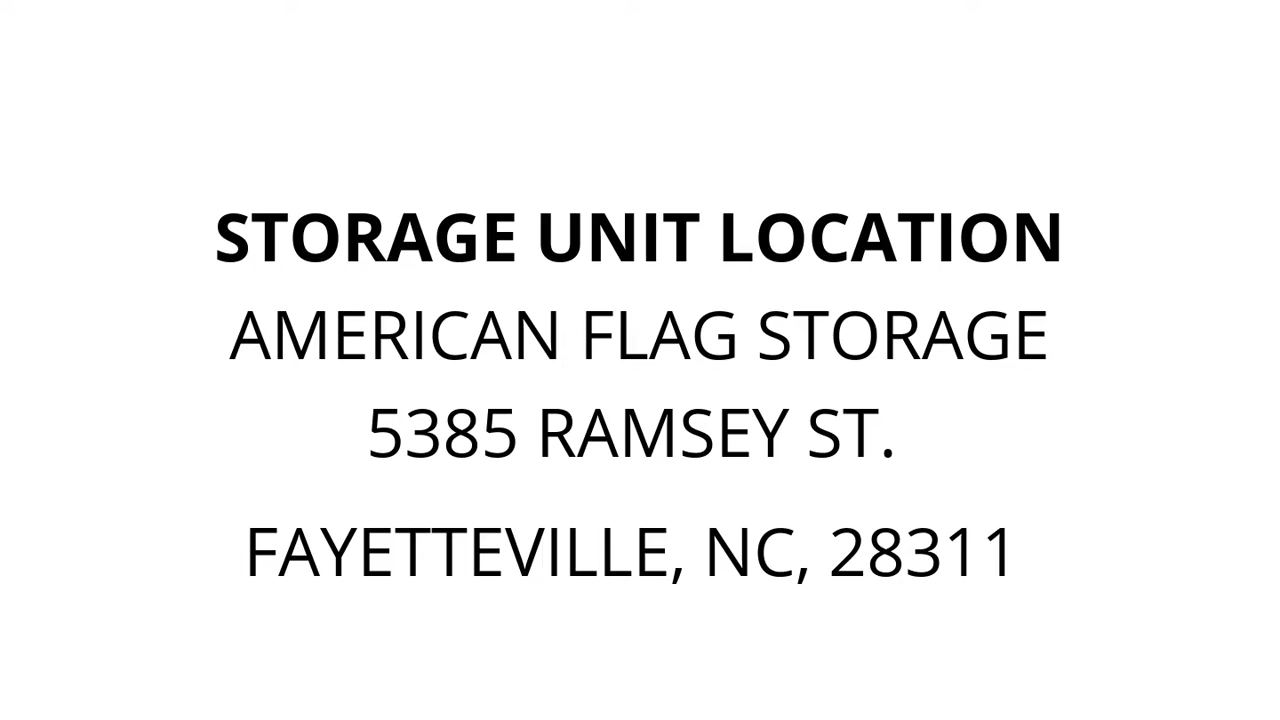 STORAGE UNIT LOCATION
AMERICAN FLAG STORAGE
5385 RAMSEY ST.
FAYETTEVILLE, NC, 28311